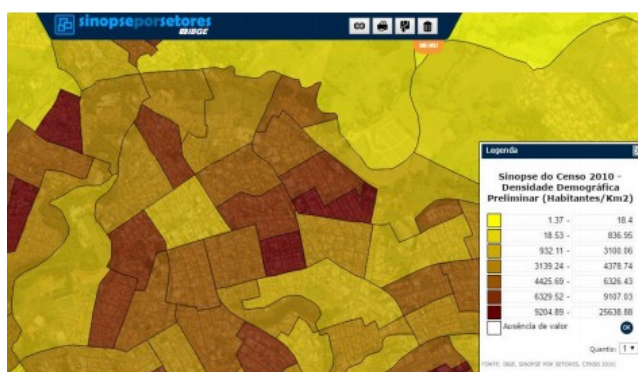 sinopseporsetores
IBGE
MENU
Legenda
Sinopse do Censo 2010 -
Densidade Demográfica
Preliminar (Habitantes/Km2)
1.37 - 18.4
18.53 - 836.95
932.11 - 3100.06
3139.24 - 4378.74
4425.69 - 6326.43
6329.52 - 9107.03
9204.89 - 25638.88
Ausência de valor OK
Quantis: 1
FONTE: IBGE, SINOPSE POR SETORES, CENSO 2010)